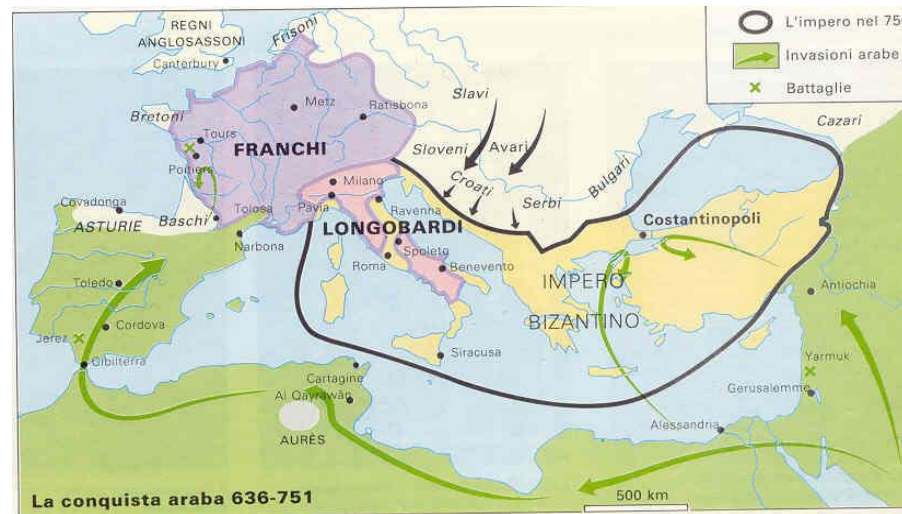 REGNI
ANGLOSASSONI
Canterbury
Frisoni
L'impero nel 75
Invasioni arabe
Battaglie
Bretoni
Metz
Ratisbona
Slavi
Cazari
Tours
FRANCHI
Sloveni
Avari
Poitiers
Croati
Bulgari
Milano
Serbi
Covadonga
Pavia
Ravenna
ASTURIE
Baschi
Tolosa
LONGOBARDI
Costantinopoli
Narbona
Spoleto
Roma
Benevento
IMPERO
Toledo
Antiochia
BIZANTINO
Cordova
Jerez
Siracusa
Yarmuk
Gibilterra
Cartagine
Gerusalemme
Al Qayrawān
Alessandria
AURÈS
La conquista araba 636-751
500 km